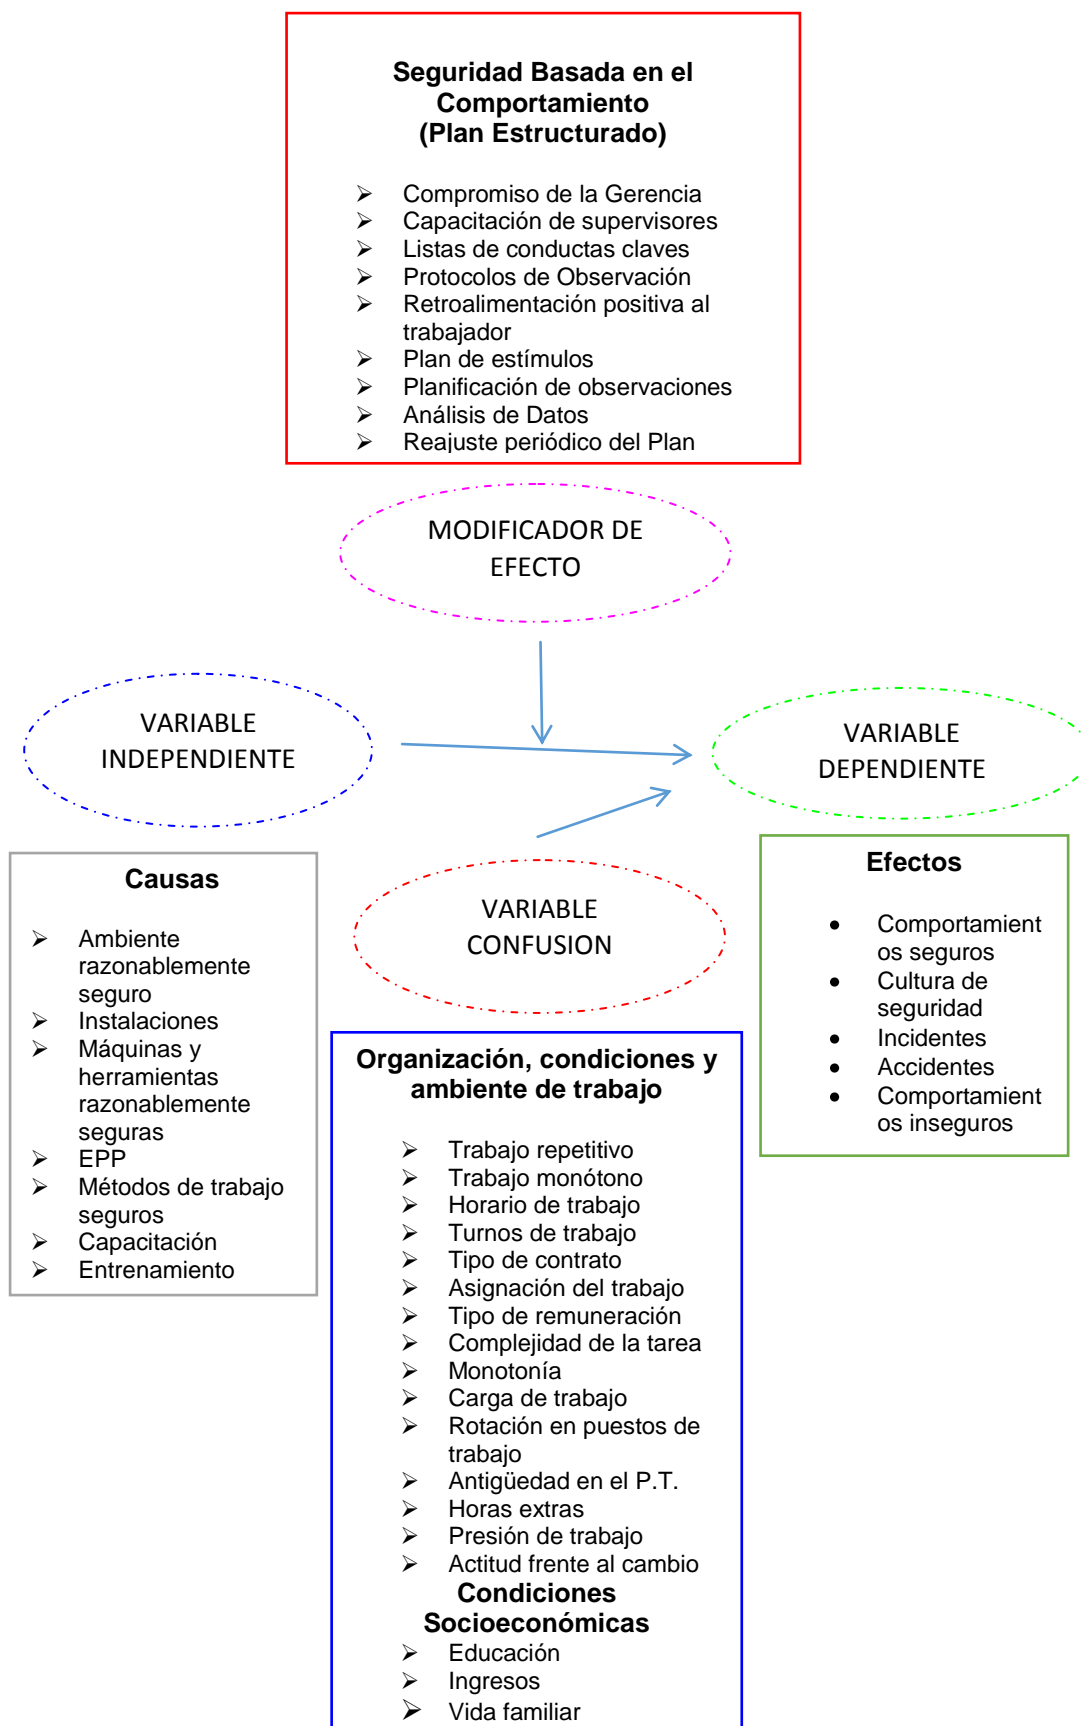 Seguridad Basada en el
Comportamiento
(Plan Estructurado)
➢ Compromiso de la Gerencia
➢ Capacitación de supervisores
➢ Listas de conductas claves
➢ Protocolos de Observación
➢ Retroalimentación positiva al
trabajador
➢ Plan de estímulos
➢ Planificación de observaciones
➢ Análisis de Datos
➢ Reajuste periódico del Plan
MODIFICADOR DE
EFECTO
VARIABLE
INDEPENDIENTE
VARIABLE
DEPENDIENTE
VARIABLE
CONFUSION
Causas
➢ Ambiente
razonablemente
seguro
➢ Instalaciones
➢ Máquinas y
herramientas
razonablemente
seguras
➢ EPP
➢ Métodos de trabajo
seguros
➢ Capacitación
➢ Entrenamiento
Efectos
• Comportamient
os seguros
• Cultura de
seguridad
• Incidentes
• Accidentes
• Comportamient
os inseguros
Organización, condiciones y
ambiente de trabajo
➢ Trabajo repetitivo
➢ Trabajo monótono
➢ Horario de trabajo
➢ Turnos de trabajo
➢ Tipo de contrato
➢ Asignación del trabajo
➢ Tipo de remuneración
➢ Complejidad de la tarea
➢ Monotonía
➢ Carga de trabajo
➢ Rotación en puestos de
trabajo
➢ Antigüedad en el P.T.
➢ Horas extras
➢ Presión de trabajo
➢ Actitud frente al cambio
Condiciones
Socioeconómicas
➢ Educación
➢ Ingresos
➢ Vida familiar